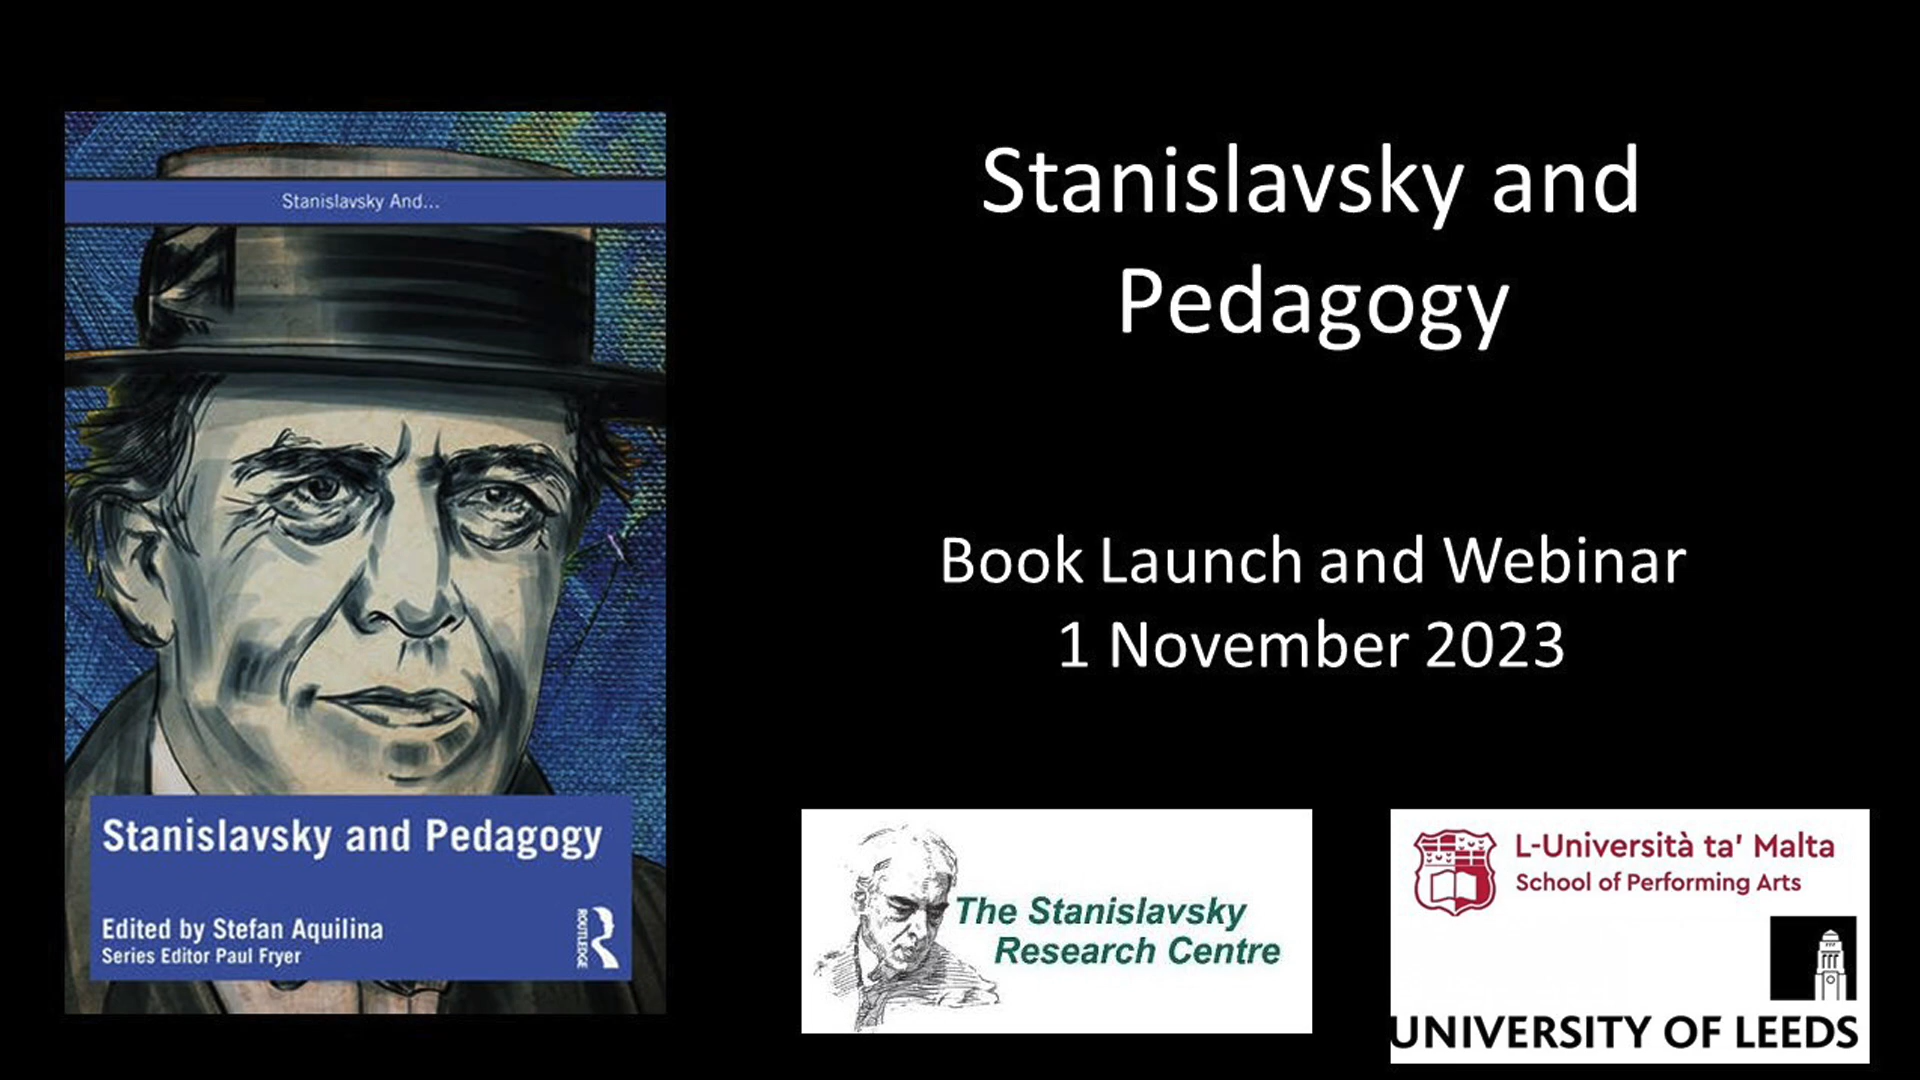 Stanislavsky And...
Stanislavsky and Pedagogy
Edited by Stefan Aquilina
Series Editor Paul Fryer
ROUTLEDGE
Stanislavsky and
Pedagogy
Book Launch and Webinar
1 November 2023
The Stanislavsky
Research Centre
L-Università ta' Malta
School of Performing Arts
UNIVERSITY OF LEEDS